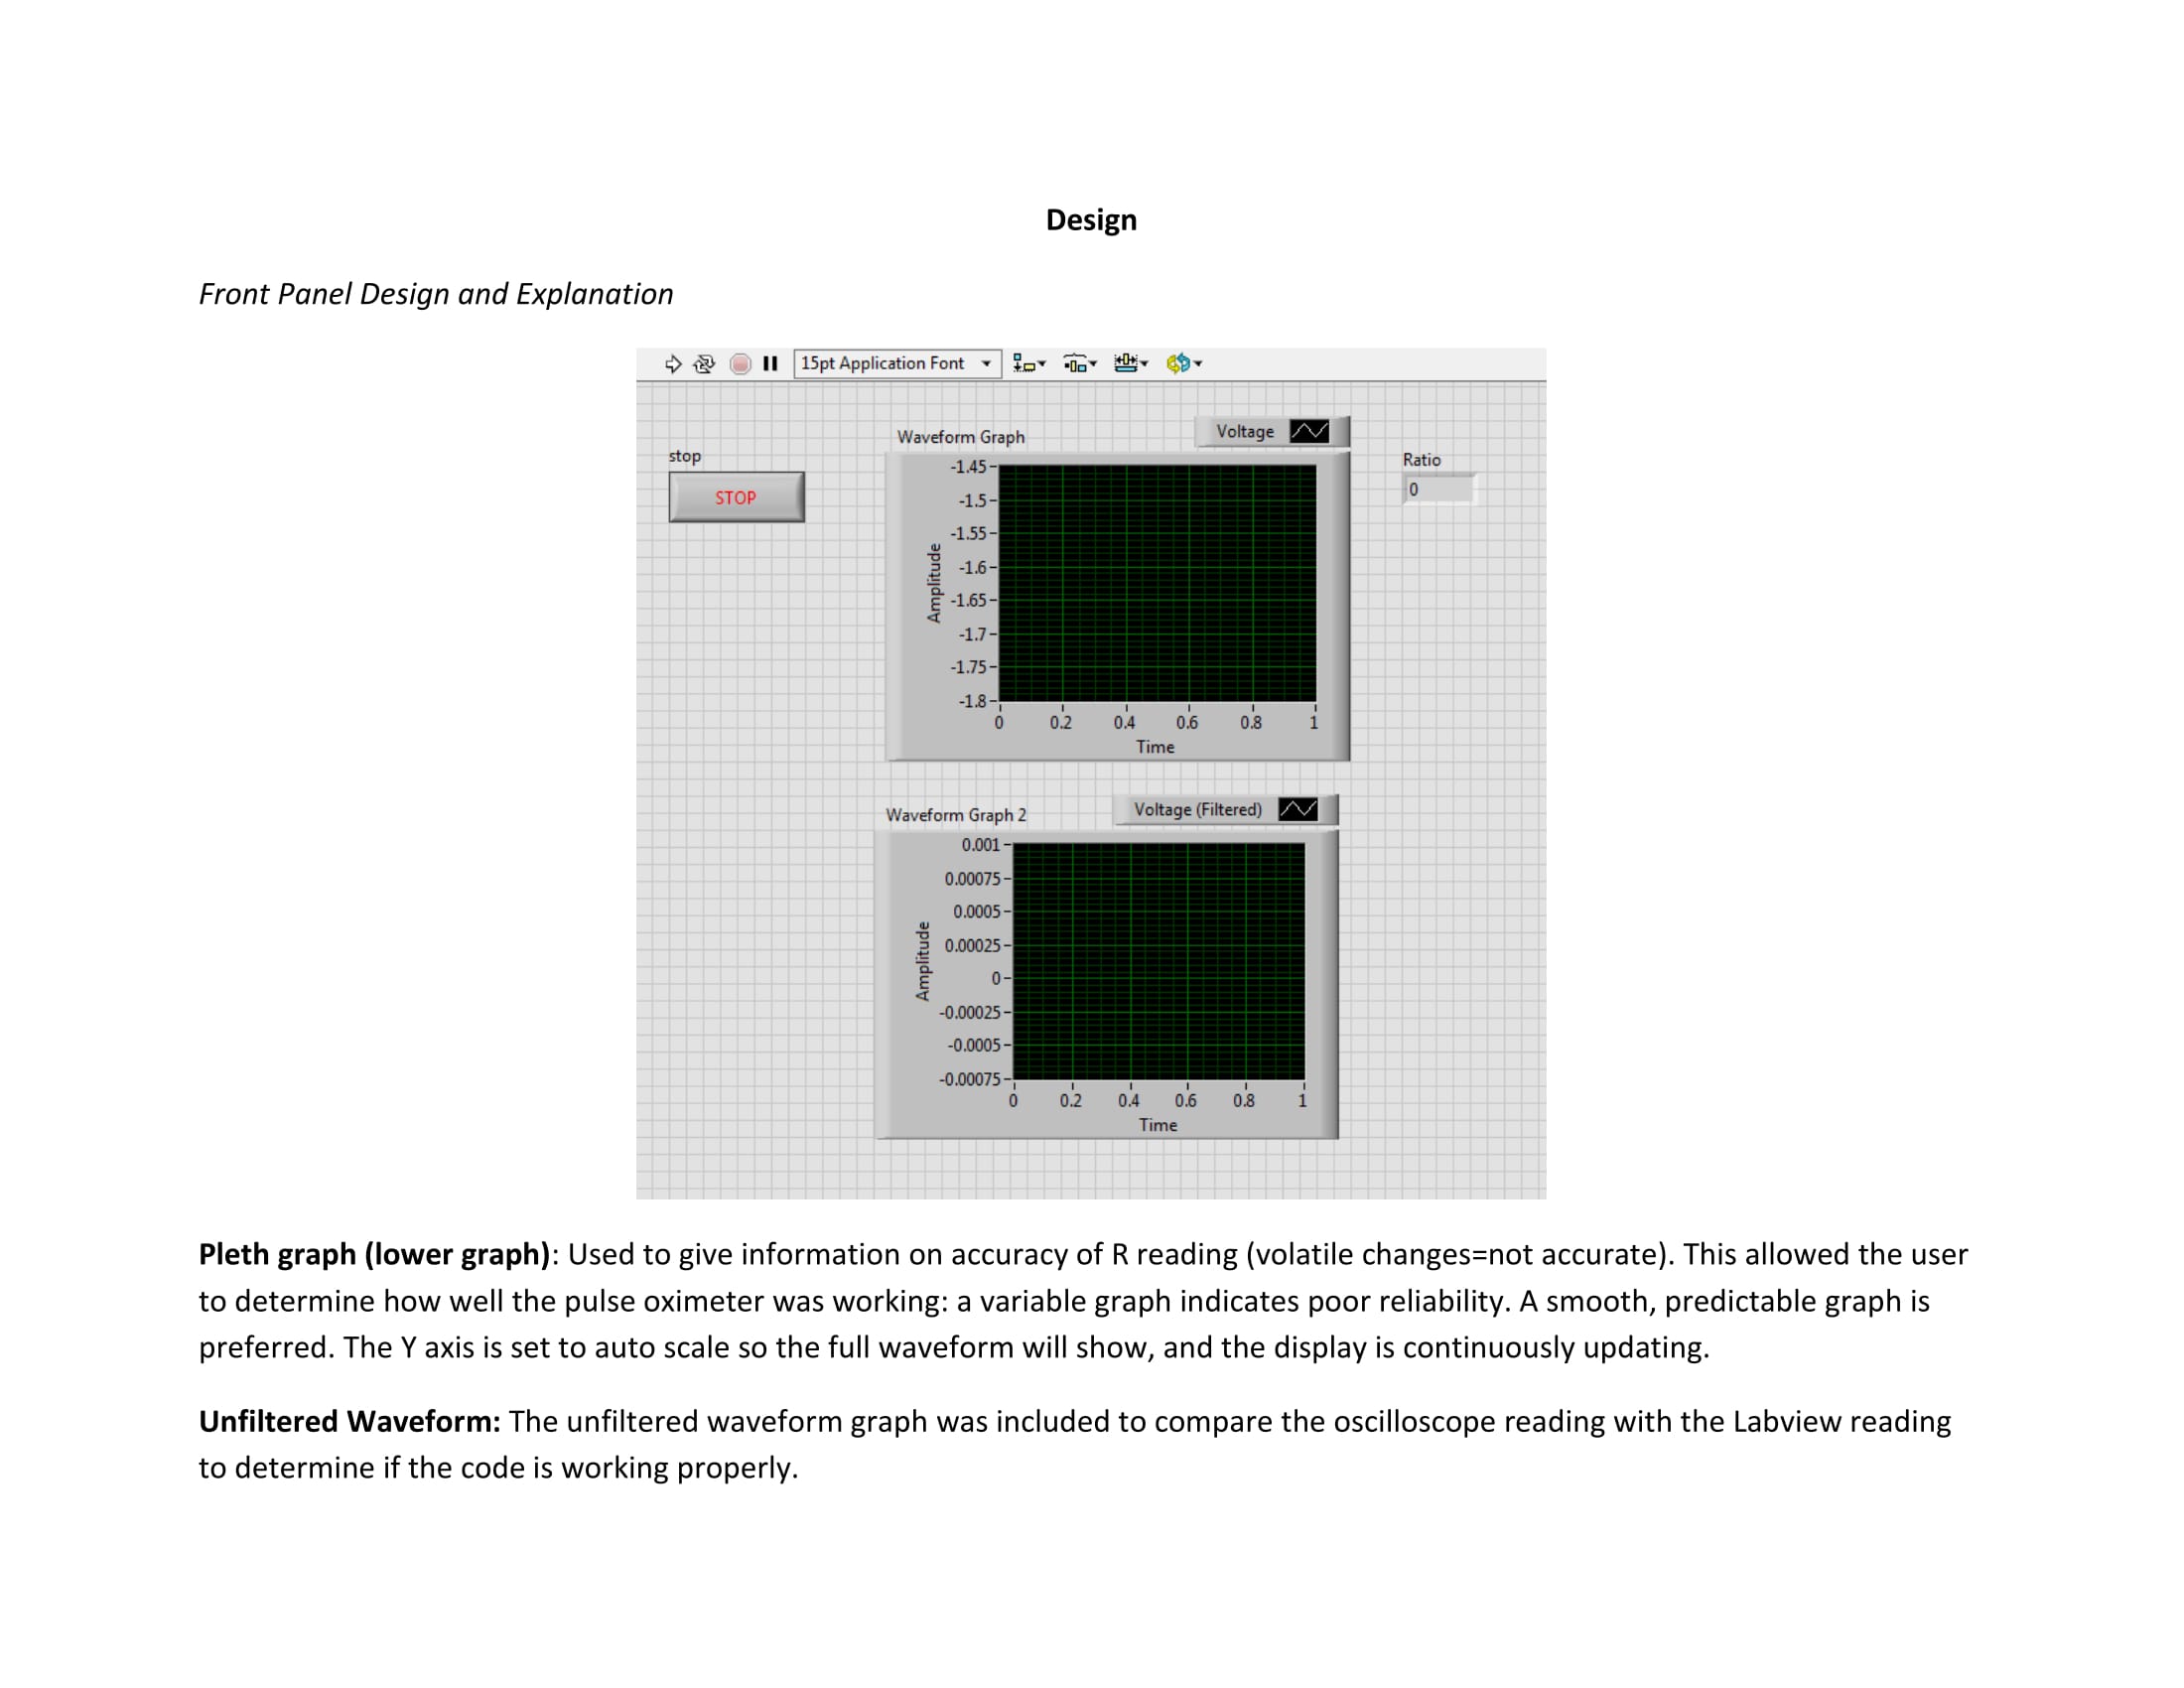 Design
Front Panel Design and Explanation
15pt Application Font
Waveform Graph
Voltage
stop
STOP
Ratio
0
-1.45
-1.5
-1.55
-1.6
-1.65
-1.7
-1.75
-1.8
Amplitude
0 0.2 0.4 0.6 0.8 1
Time
Waveform Graph 2
Voltage (Filtered)
0.001
0.00075
0.0005
0.00025
0
-0.00025
-0.0005
-0.00075
Amplitude
0 0.2 0.4 0.6 0.8 1
Time
Pleth graph (lower graph): Used to give information on accuracy of R reading (volatile changes=not accurate). This allowed the user
to determine how well the pulse oximeter was working: a variable graph indicates poor reliability. A smooth, predictable graph is
preferred. The Y axis is set to auto scale so the full waveform will show, and the display is continuously updating.
Unfiltered Waveform: The unfiltered waveform graph was included to compare the oscilloscope reading with the Labview reading
to determine if the code is working properly.